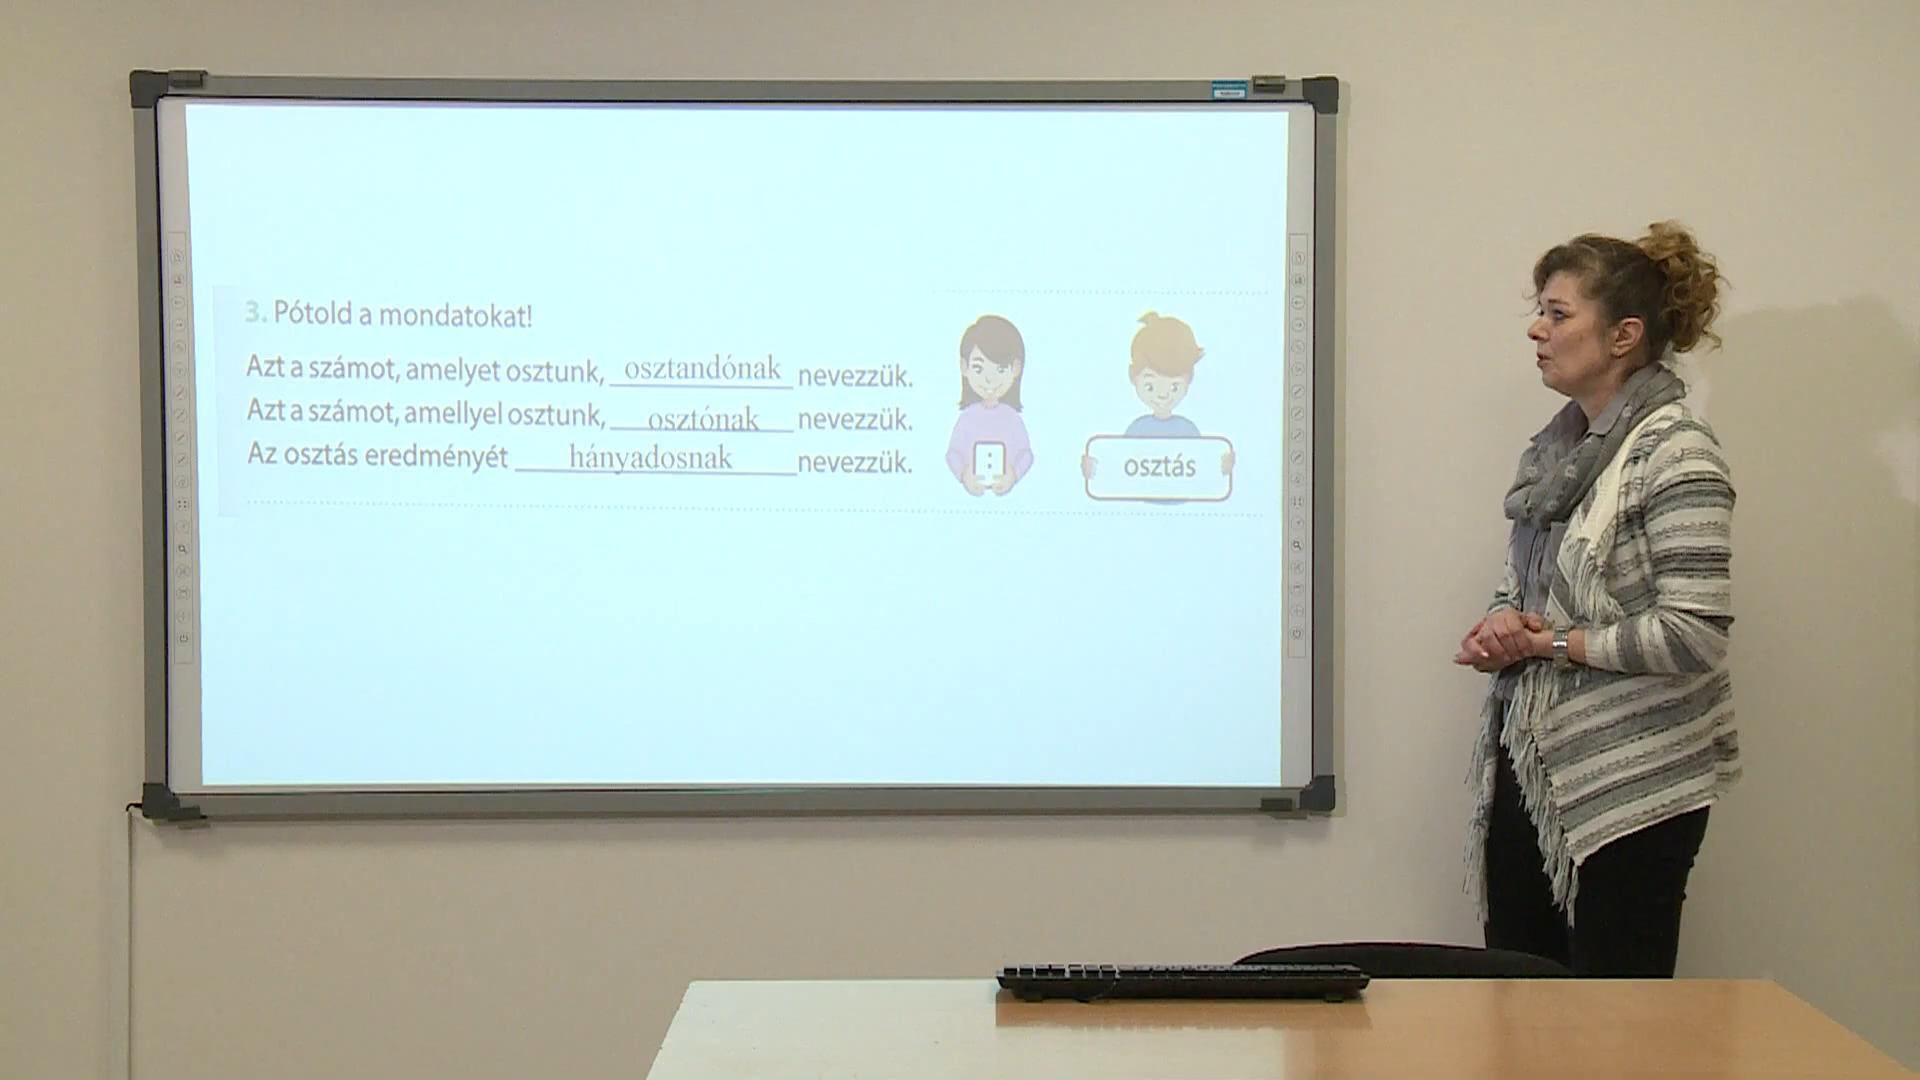 3. Pótold a mondatokat!
Azt a számot, amelyet osztunk, osztandónak nevezzük.
Azt a számot, amellyel osztunk, osztónak nevezzük.
Az osztás eredményét hányadosnak nevezzük.
:
osztás